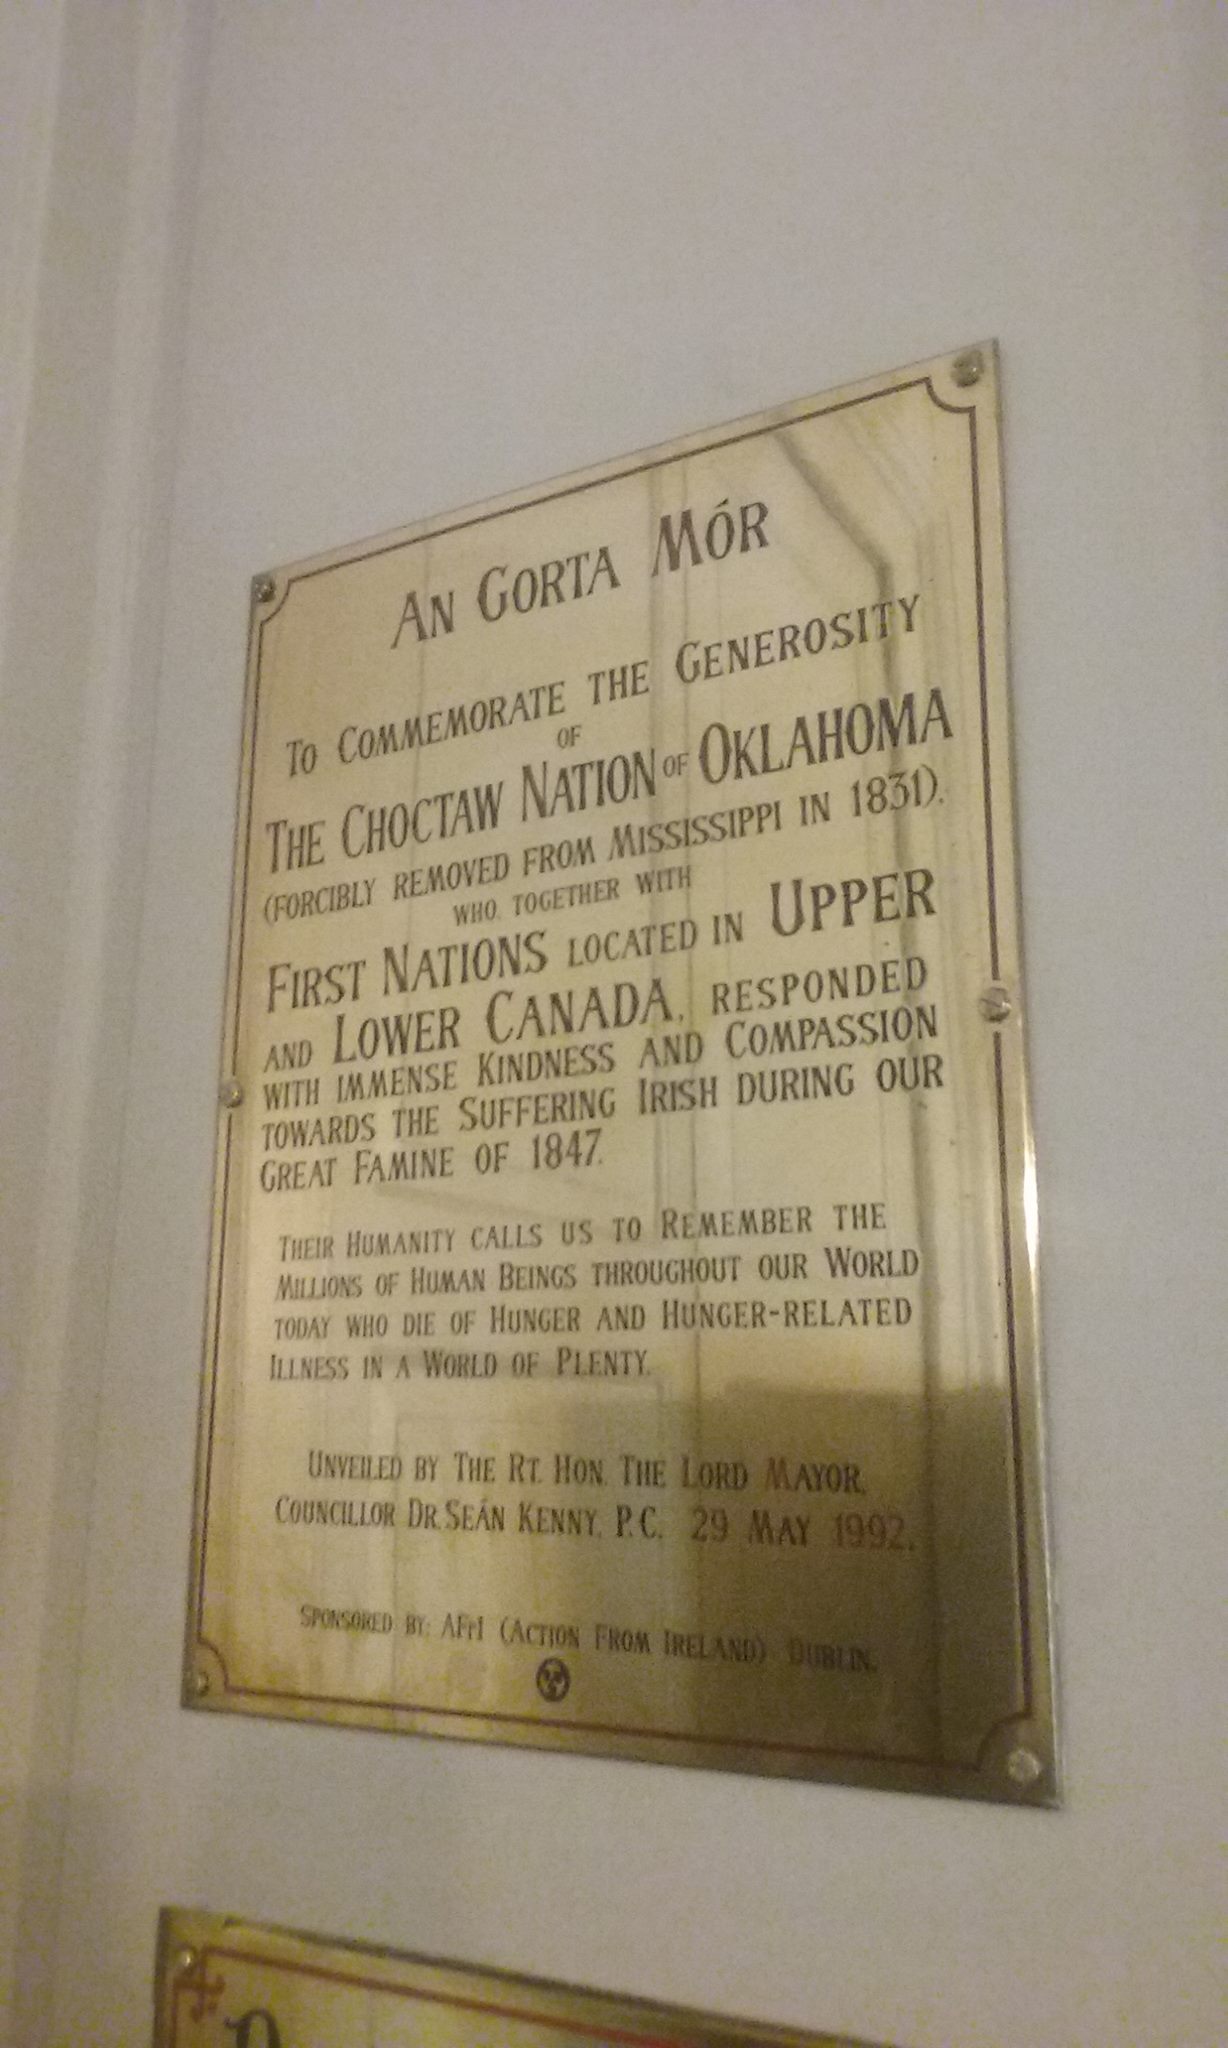 AN GORTA MÓR
TO COMMEMORATE THE GENEROSITY
OF
THE CHOCTAW NATION OF OKLAHOMA
(FORCIBLY REMOVED FROM MISSISSIPPI IN 1831).
WHO, TOGETHER WITH
FIRST NATIONS LOCATED IN UPPER
AND LOWER CANADA, RESPONDED
WITH IMMENSE KINDNESS AND COMPASSION
TOWARDS THE SUFFERING IRISH DURING OUR
GREAT FAMINE OF 1847.
THEIR HUMANITY CALLS US TO REMEMBER THE
MILLIONS OF HUMAN BEINGS THROUGHOUT OUR WORLD
TODAY WHO DIE OF HUNGER AND HUNGER-RELATED
ILLNESS IN A WORLD OF PLENTY.
UNVEILED BY THE RT. HON. THE LORD MAYOR,
COUNCILLOR DR. SEÁN KENNY, P.C. 29 MAY 1992.
SPONSORED BY: AFrI (ACTION FROM IRELAND) DUBLIN.